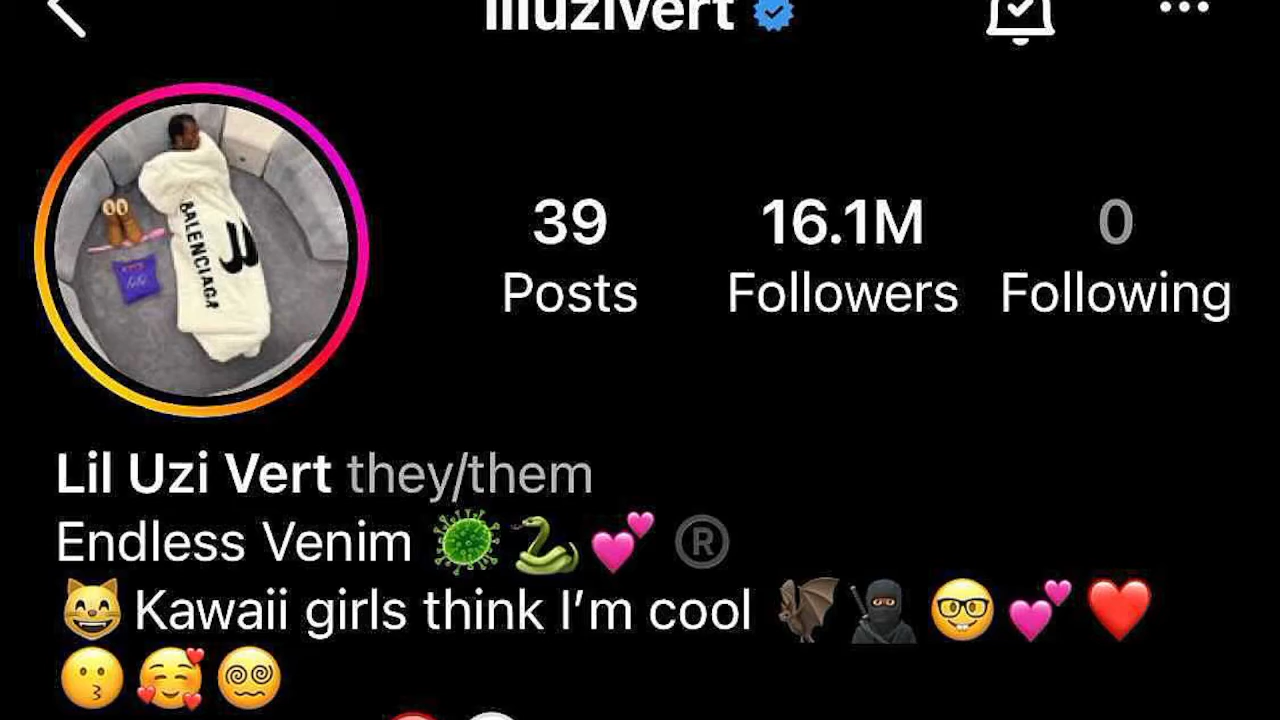 liluzivert
39 16.1M 0
Posts Followers Following
BALENCIAGA
Lil Uzi Vert they/them
Endless Venim 🦠🐍💕®
😸 Kawaii girls think I’m cool 🦇🥷🏿🤓💕❤️
😗🥰😵‍💫